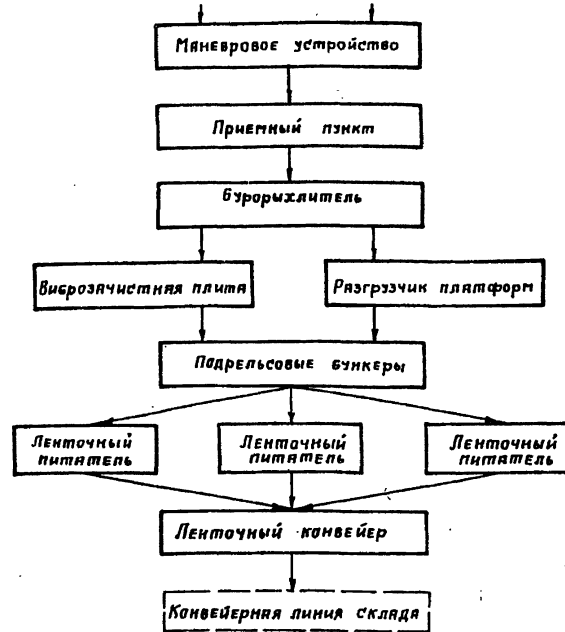 Маневровое устройство
Приемный пункт
Бурорыхлитель
Виброзачистная плита
Разгрузчик платформ
Подрельсовые бункеры
Ленточный
питатель
Ленточный
питатель
Ленточный
питатель
Ленточный конвейер
Конвейерная линия склада